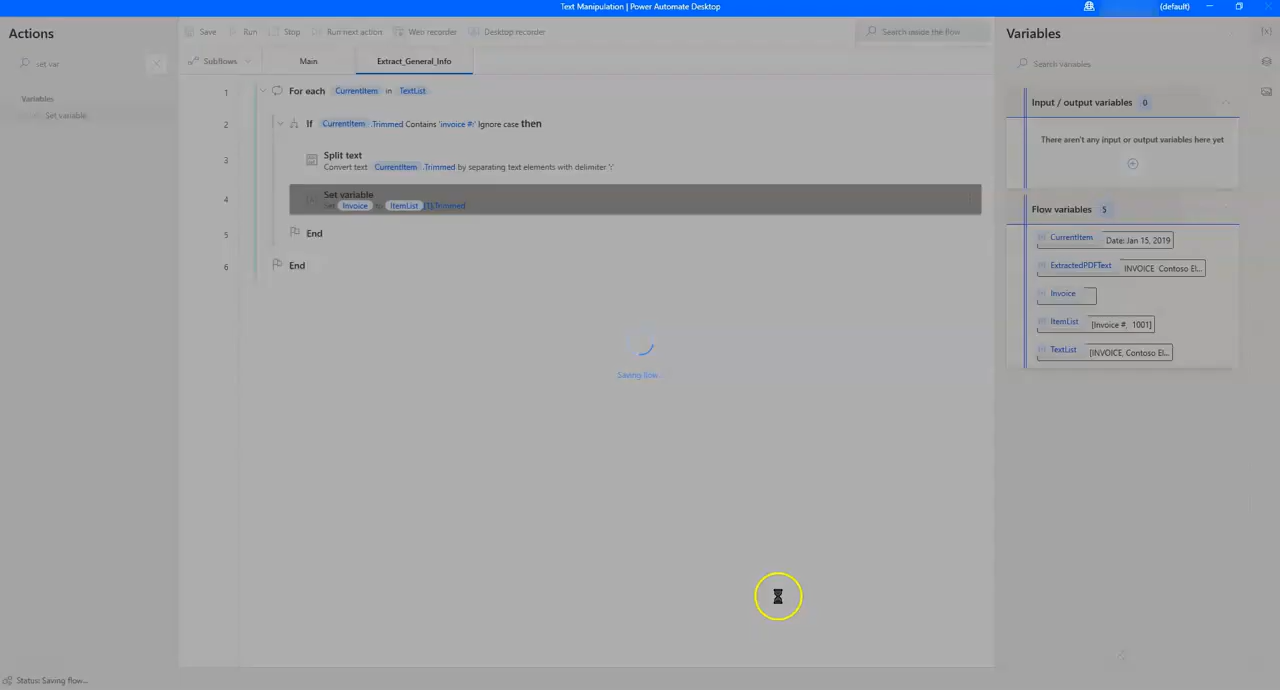 Text Manipulation | Power Automate Desktop
(default)
Actions
set var
Variables
Set variable
Save
Run
Stop
Run next action
Web recorder
Desktop recorder
Search inside the flow
Subflows
Main
Extract_General_Info
1
For each CurrentItem in TextList
2
If CurrentItem .Trimmed Contains 'invoice #:' Ignore case then
3
Split text
Convert text CurrentItem .Trimmed by separating text elements with delimiter ':'
4
Set variable
Set Invoice to ItemList [1].Trimmed
5
End
6
End
Saving flow...
Variables
Search variables
Input / output variables 0
There aren't any input or output variables here yet
Flow variables 5
CurrentItem
Date: Jan 15, 2019
ExtractedPDFText
INVOICE Contoso El...
Invoice
ItemList
[Invoice #, 1001]
TextList
[INVOICE, Contoso El...
Status: Saving flow...